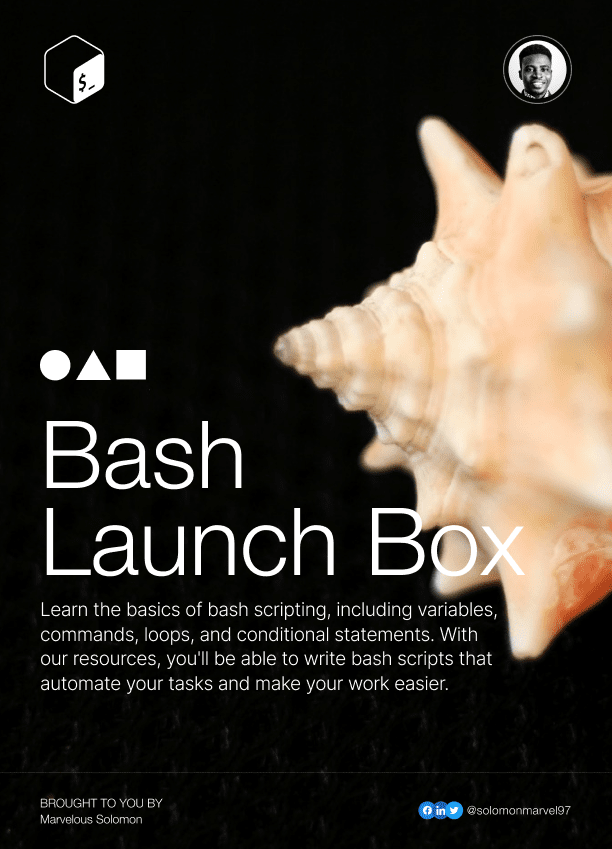 $_
Bash
Launch Box
Learn the basics of bash scripting, including variables,
commands, loops, and conditional statements. With
our resources, you'll be able to write bash scripts that
automate your tasks and make your work easier.
BROUGHT TO YOU BY
Marvelous Solomon
@solomonmarvel97